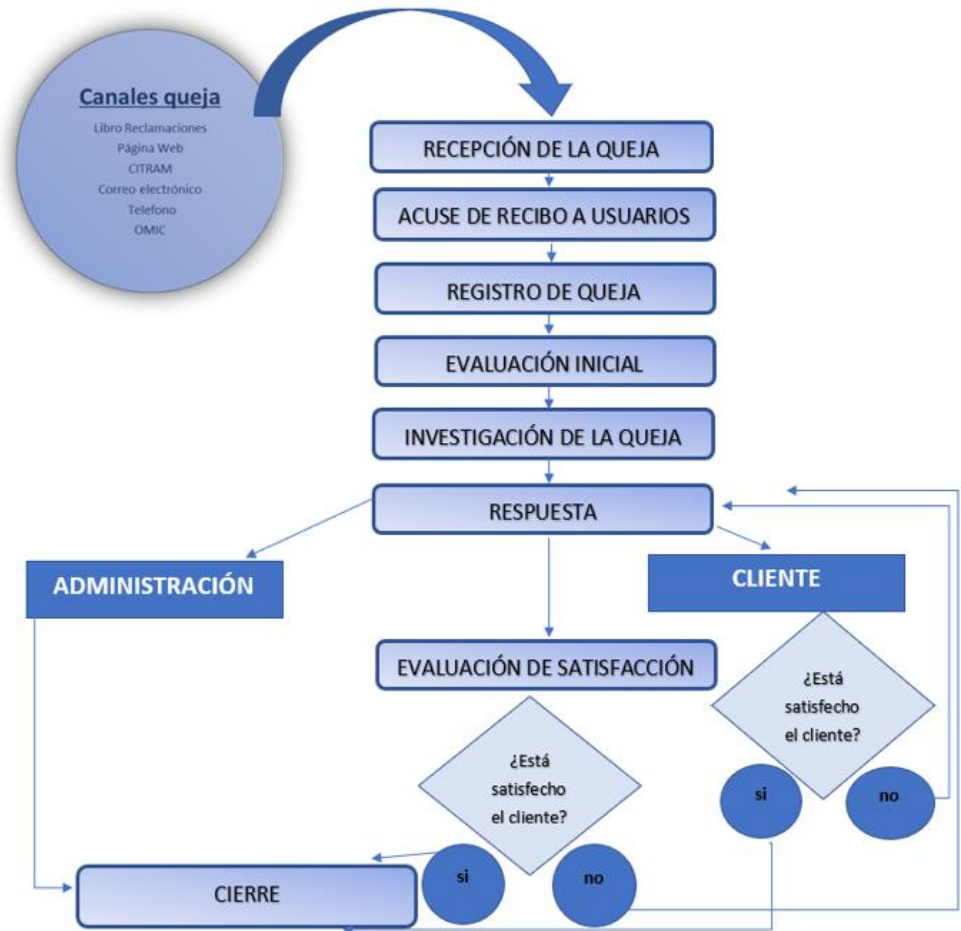 Canales queja
Libro Reclamaciones
Página Web
CITRAM
Correo electrónico
Telefono
OMIC
RECEPCIÓN DE LA QUEJA
ACUSE DE RECIBO A USUARIOS
REGISTRO DE QUEJA
EVALUACIÓN INICIAL
INVESTIGACIÓN DE LA QUEJA
RESPUESTA
ADMINISTRACIÓN
CLIENTE
EVALUACIÓN DE SATISFACCIÓN
¿Está
satisfecho
el cliente?
si
no
¿Está
satisfecho
el cliente?
si
no
CIERRE